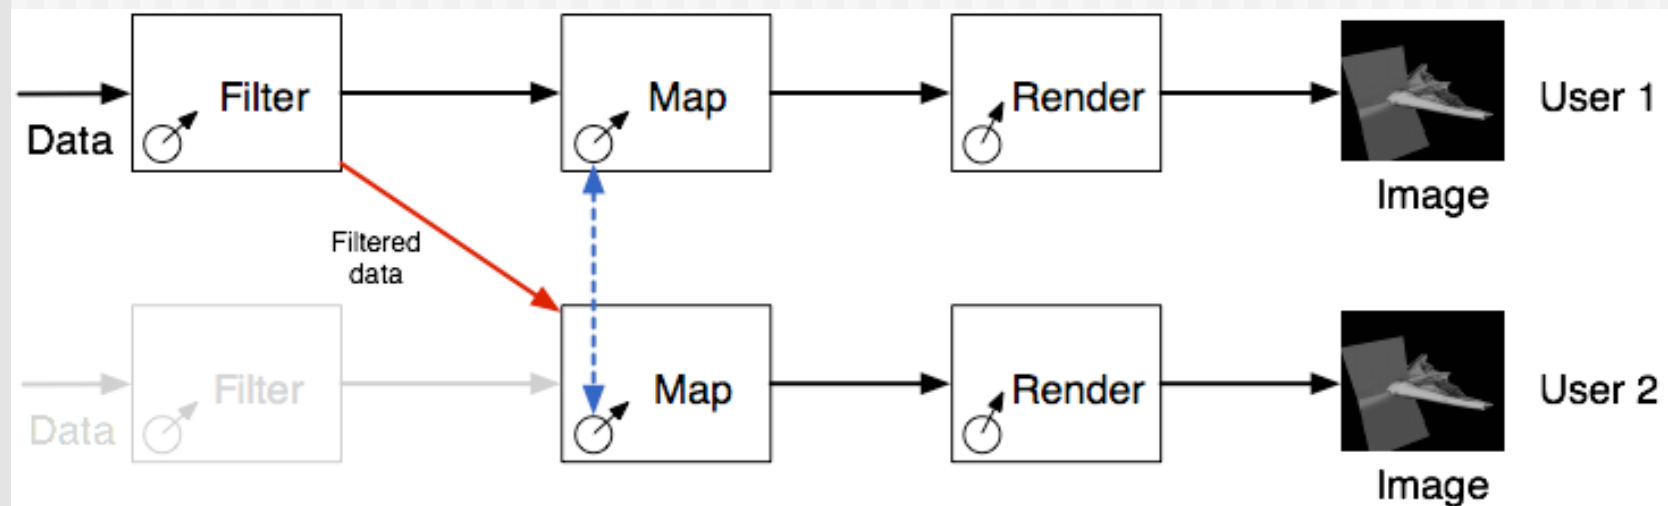 Filter
Map
Render
User 1
Data
Image
Filtered
data
Filter
Map
Render
User 2
Data
Image